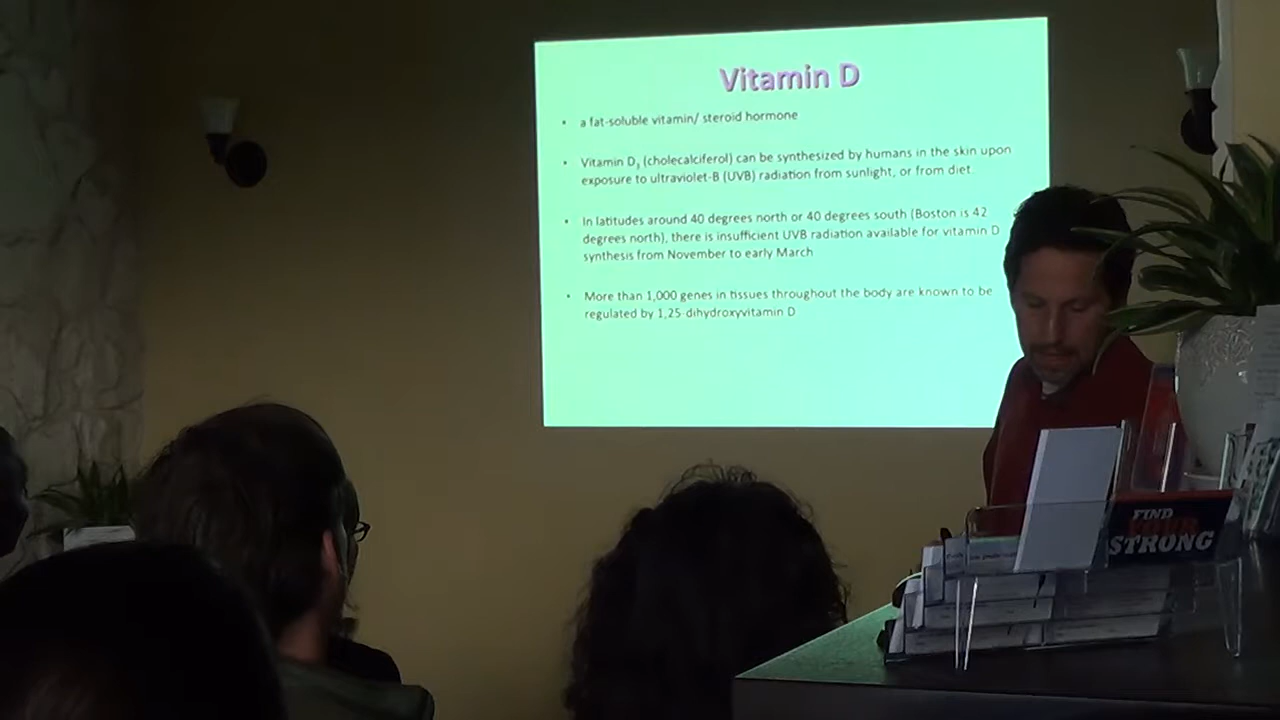 Vitamin D
• a fat-soluble vitamin/ steroid hormone
• Vitamin D3 (cholecalciferol) can be synthesized by humans in the skin upon
exposure to ultraviolet-B (UVB) radiation from sunlight, or from diet.
• In latitudes around 40 degrees north or 40 degrees south (Boston is 42
degrees north), there is insufficient UVB radiation available for vitamin D
synthesis from November to early March
• More than 1,000 genes in tissues throughout the body are known to be
regulated by 1,25-dihydroxyvitamin D
FIND
YOUR
STRONG